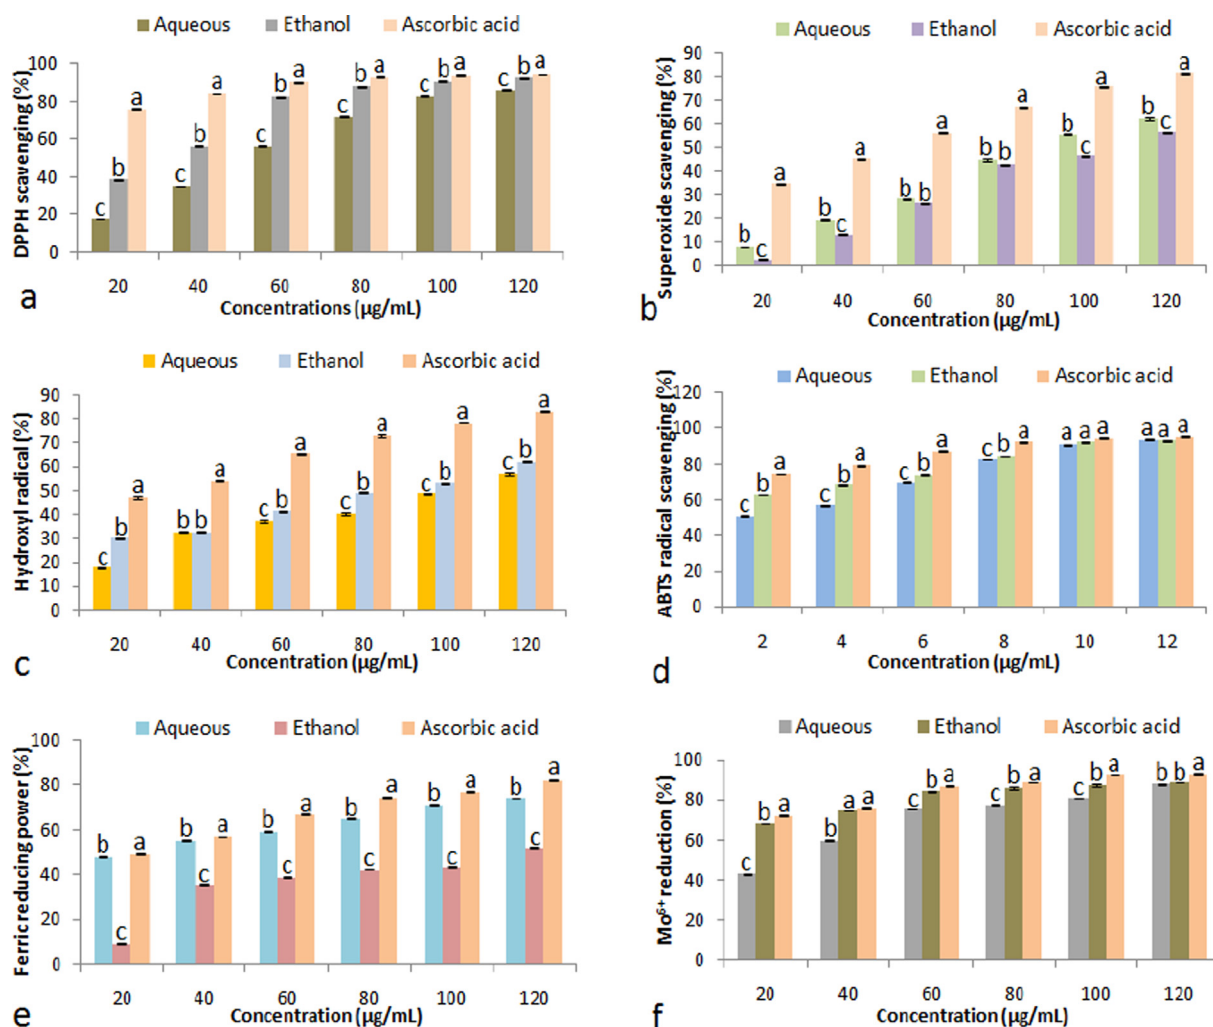 Aqueous Ethanol Ascorbic acid
DPPH scavenging (%)
100
80
60
40
20
0
c b a c b a c b a c b a c b a c b a
20 40 60 80 100 120
Concentrations (µg/mL)
a
Aqueous Ethanol Ascorbic acid
Superoxide scavenging (%)
90
80
70
60
50
40
30
20
10
0
b c a b c a b b a b b a b c a b c a
20 40 60 80 100 120
Concentration (µg/mL)
b
Aqueous Ethanol Ascorbic acid
Hydroxyl radical (%)
90
80
70
60
50
40
30
20
10
0
c b a b b a c b a c b a c b a c b a
20 40 60 80 100 120
Concentration (µg/mL)
c
Aqueous Ethanol Ascorbic acid
ABTS radical scavenging (%)
120
100
80
60
40
20
0
c b a c b a c b a c b a a a a a a a
2 4 6 8 10 12
Concentration (µg/mL)
d
Aqueous Ethanol Ascorbic acid
Ferric reducing power (%)
100
80
60
40
20
0
b c a b c a b c a b c a b c a b c a
20 40 60 80 100 120
Concentration (µg/mL)
e
Aqueous Ethanol Ascorbic acid
Mo⁶⁺ reduction (%)
100
80
60
40
20
0
c b a b a a c b a c b a c b a b b a
20 40 60 80 100 120
Concentration (µg/mL)
f